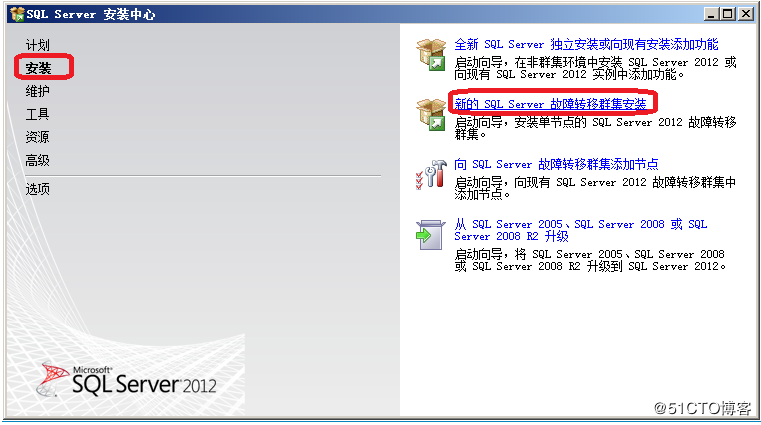 SQL Server 安装中心
计划
安装
维护
工具
资源
高级
选项
全新 SQL Server 独立安装或向现有安装添加功能
启动向导，在非群集环境中安装 SQL Server 2012 或
向现有 SQL Server 2012 实例中添加功能。
新的 SQL Server 故障转移群集安装
启动向导，安装单节点的 SQL Server 2012 故障转移
群集。
向 SQL Server 故障转移群集添加节点
启动向导，向现有 SQL Server 2012 故障转移群集中
添加节点。
从 SQL Server 2005、SQL Server 2008 或 SQL
Server 2008 R2 升级
启动向导，将 SQL Server 2005、SQL Server 2008
或 SQL Server 2008 R2 升级到 SQL Server 2012。
Microsoft®
SQL Server 2012
@51CTO博客